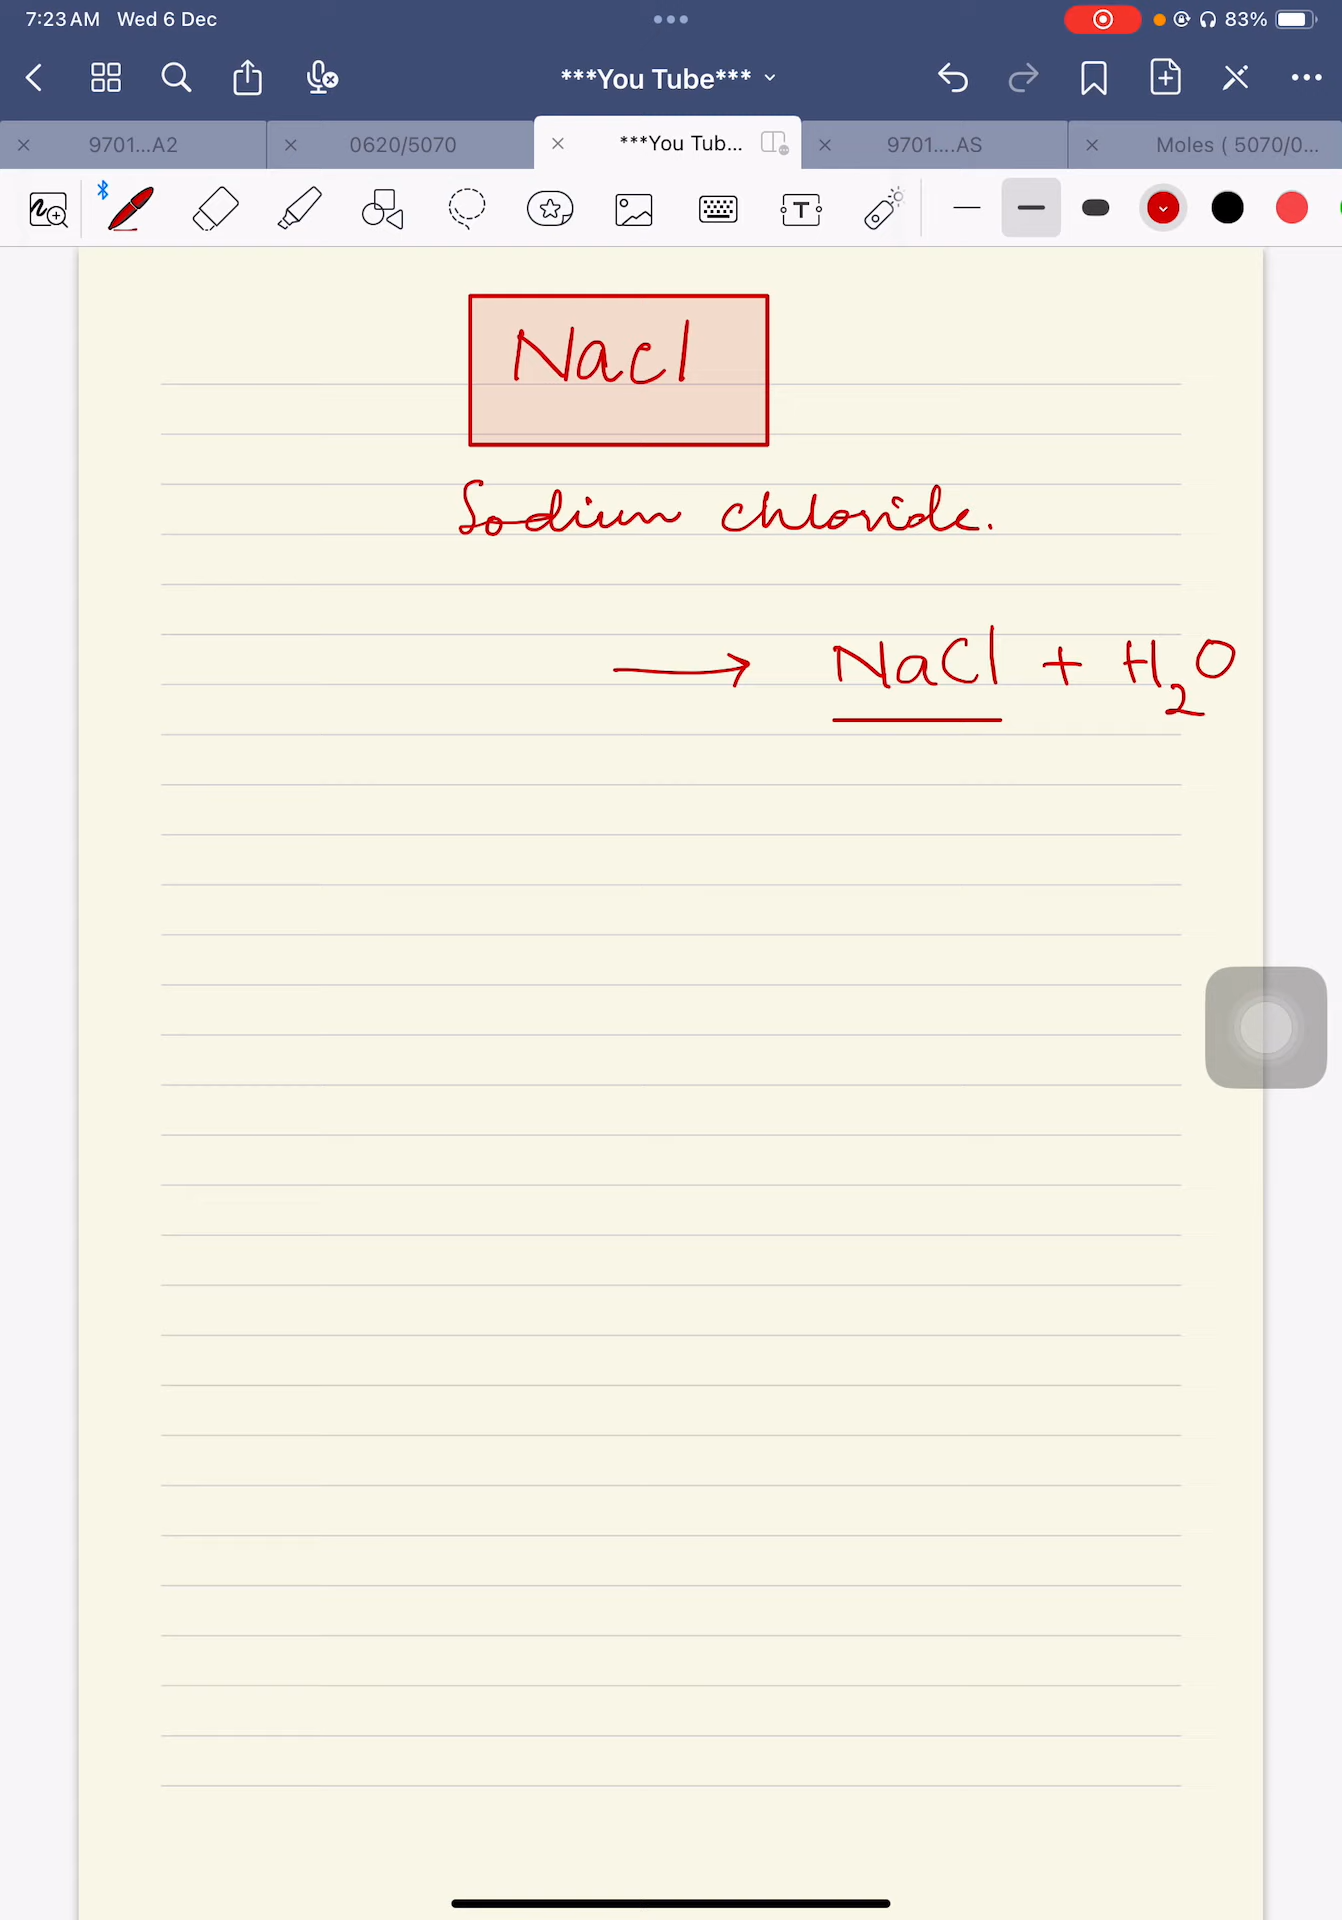 7:23 AM Wed 6 Dec
83%
***You Tube***
9701...A2
0620/5070
***You Tub...
9701....AS
Moles ( 5070/0...
T
Nacl
Sodium chloride.
→ NaCl + H₂O